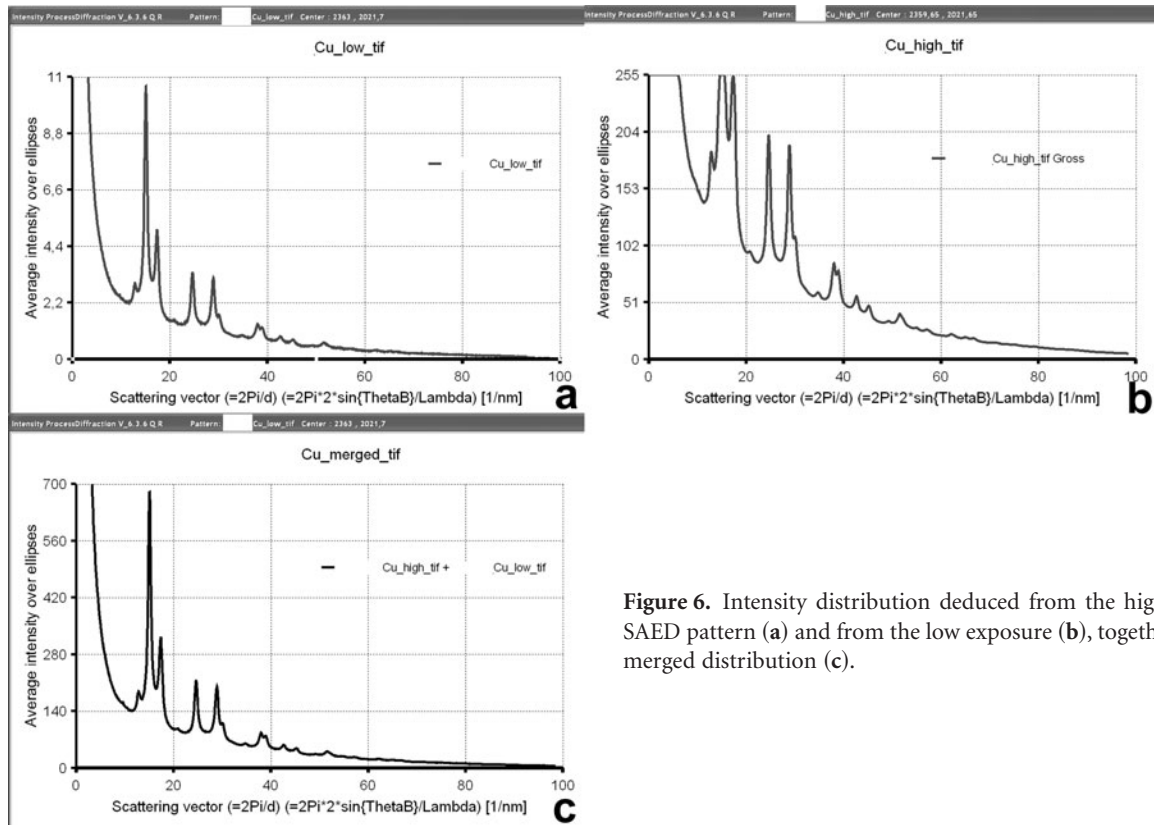 Intensity ProcessDiffraction V_6.3.6 Q R Pattern: Cu_low_tif Center : 2363 , 2021,7
Cu_low_tif
11
8,8
6,6
4,4
2,2
0
Average intensity over ellipses
Cu_low_tif
0 20 40 60 80 100
Scattering vector (=2Pi/d) (=2Pi*2*sin{ThetaB}/Lambda) [1/nm]
a
Intensity ProcessDiffraction V_6.3.6 Q R Pattern: Cu_high_tif Center : 2359,65 , 2021,65
Cu_high_tif
255
204
153
102
51
0
Average intensity over ellipses
Cu_high_tif Gross
0 20 40 60 80 100
Scattering vector (=2Pi/d) (=2Pi*2*sin{ThetaB}/Lambda) [1/nm]
b
Intensity ProcessDiffraction V_6.3.6 Q R Pattern: Cu_low_tif Center : 2363 , 2021,7
Cu_merged_tif
700
560
420
280
140
0
Average intensity over ellipses
Cu_high_tif + Cu_low_tif
0 20 40 60 80 100
Scattering vector (=2Pi/d) (=2Pi*2*sin{ThetaB}/Lambda) [1/nm]
c
Figure 6. Intensity distribution deduced from the hig
SAED pattern (a) and from the low exposure (b), togeth
merged distribution (c).